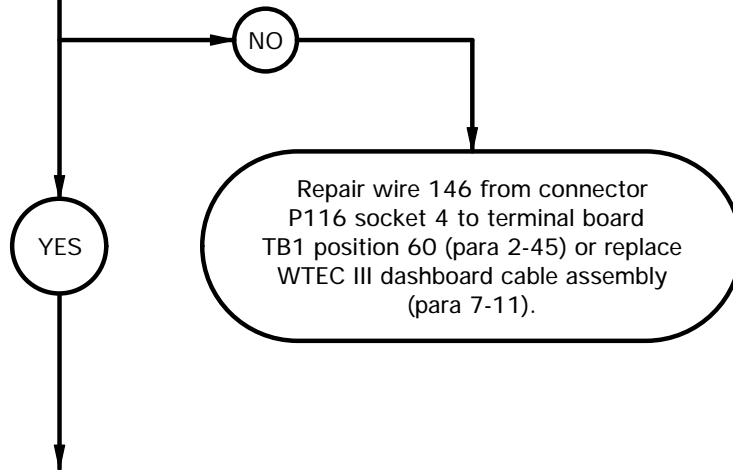 NO
Repair wire 146 from connector
P116 socket 4 to terminal board
TB1 position 60 (para 2-45) or replace
WTEC III dashboard cable assembly
(para 7-11).
YES